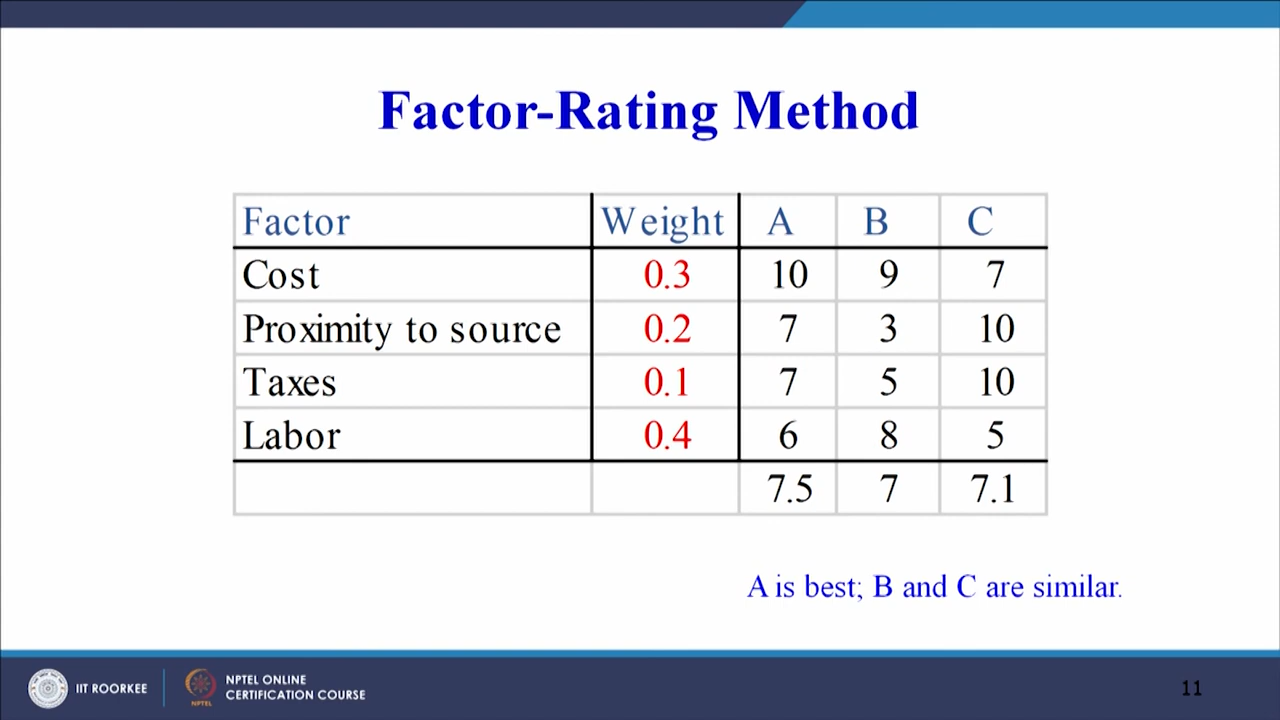 Factor-Rating Method
Factor Weight A B C
Cost 0.3 10 9 7
Proximity to source 0.2 7 3 10
Taxes 0.1 7 5 10
Labor 0.4 6 8 5
7.5 7 7.1
A is best; B and C are similar.
IIT ROORKEE
NPTEL
NPTEL ONLINE
CERTIFICATION COURSE
11